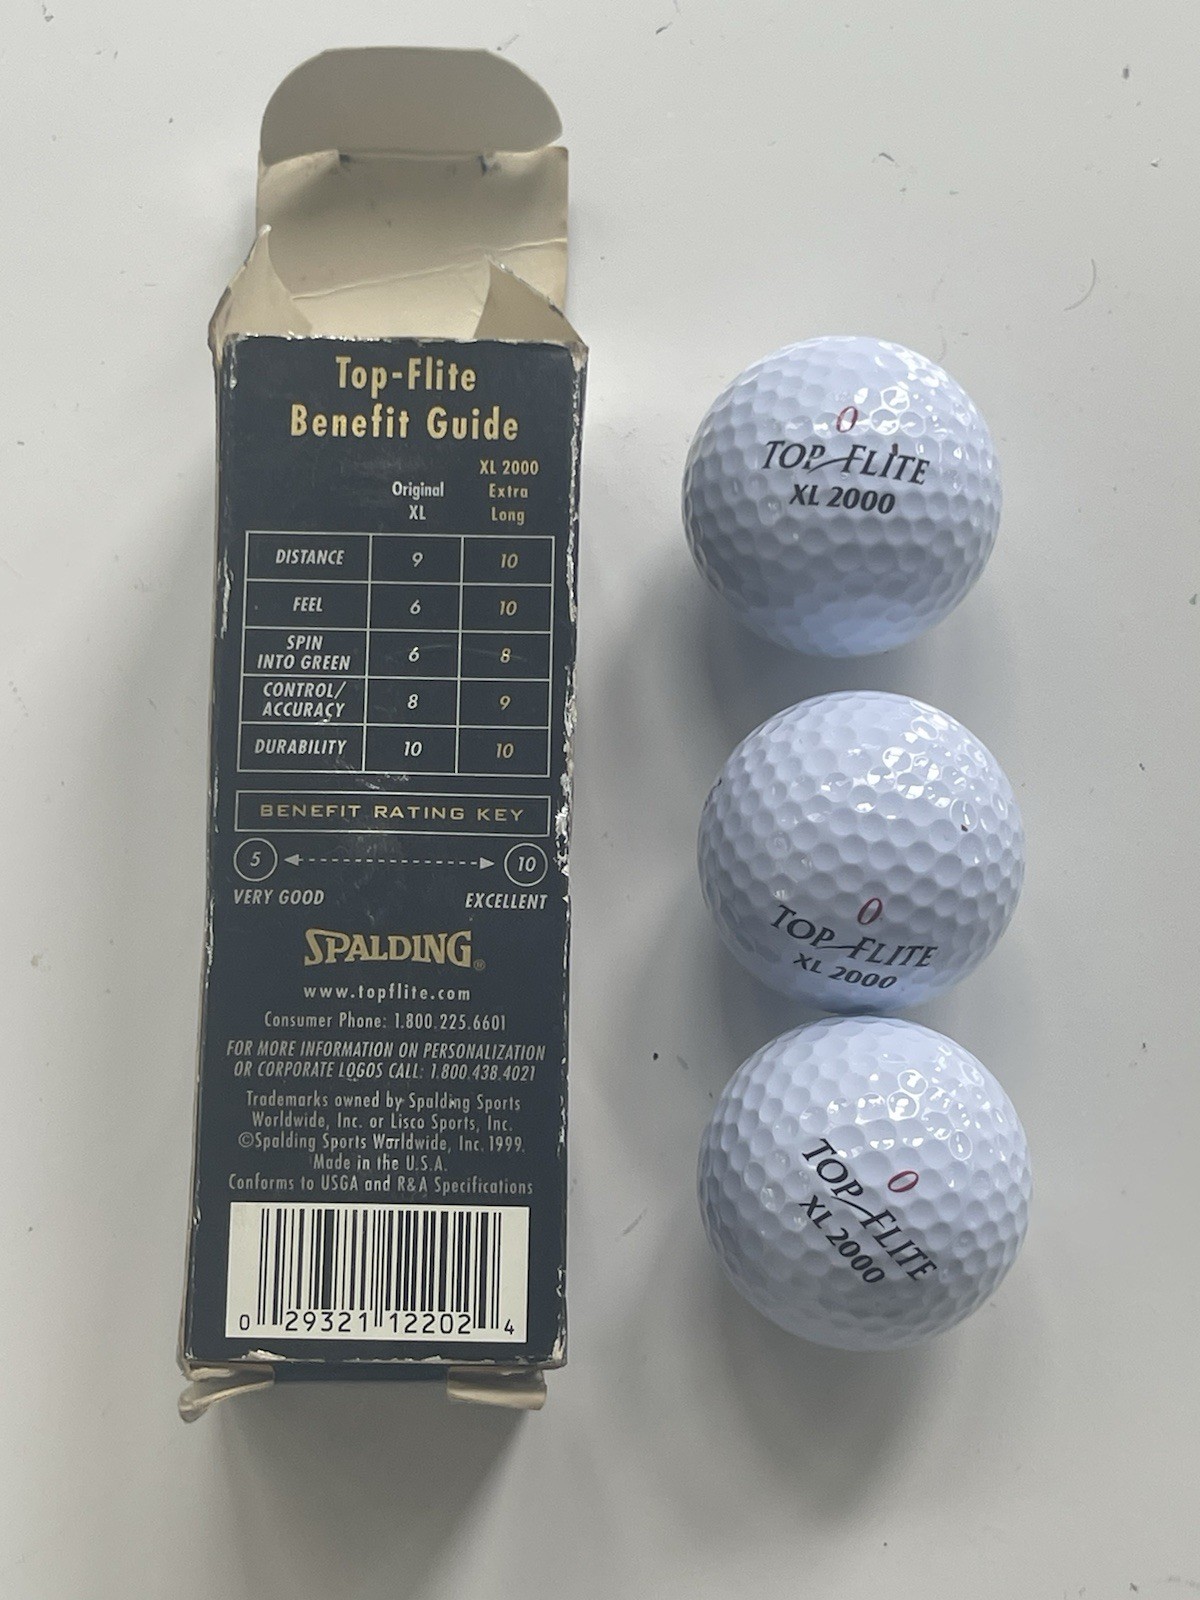 Top-Flite
Benefit Guide
Original
XL
XL 2000
Extra
Long
DISTANCE 9 10
FEEL 6 10
SPIN
INTO GREEN 6 8
CONTROL/
ACCURACY 8 9
DURABILITY 10 10
BENEFIT RATING KEY
5 10
VERY GOOD EXCELLENT
SPALDING®
www.topflite.com
Consumer Phone: 1.800.225.6601
FOR MORE INFORMATION ON PERSONALIZATION
OR CORPORATE LOGOS CALL: 1.800.438.4021
Trademarks owned by Spalding Sports
Worldwide, Inc. or Lisco Sports, Inc.
©Spalding Sports Worldwide, Inc. 1999.
Made in the U.S.A.
Conforms to USGA and R&A Specifications
0 29321 12202 4
0
TOP FLITE
XL 2000
0
TOP FLITE
XL 2000
0
TOP FLITE
XL 2000